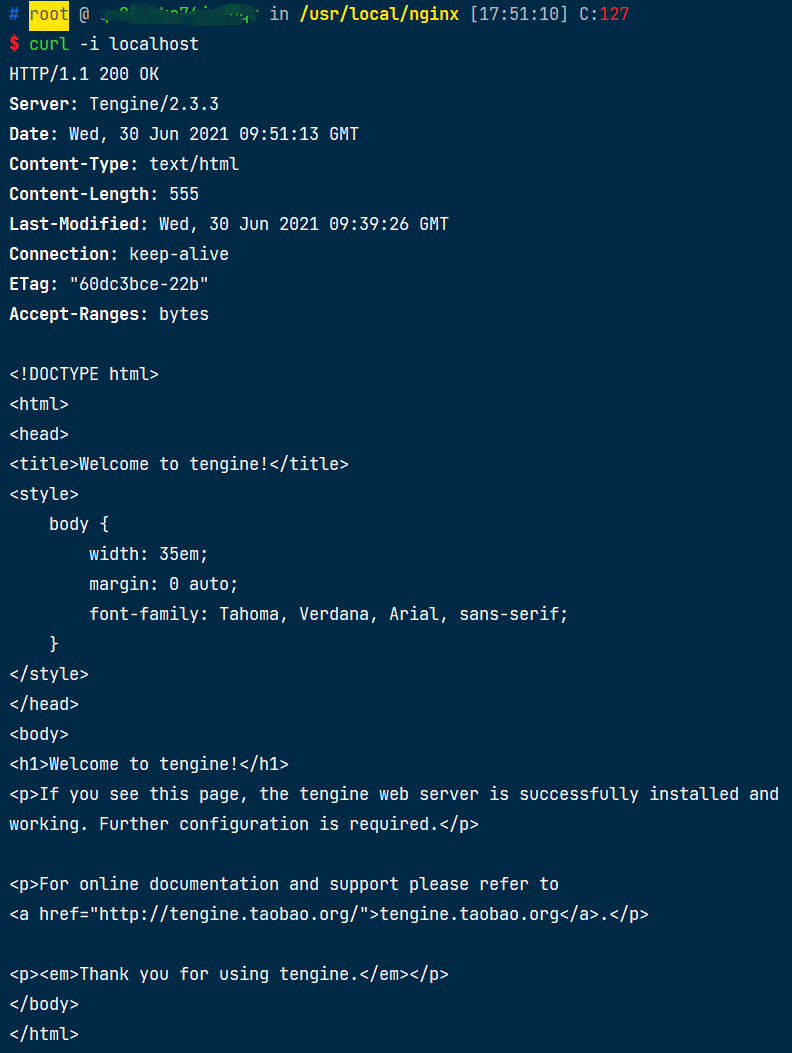 # root @ in /usr/local/nginx [17:51:10] C:127
$ curl -i localhost
HTTP/1.1 200 OK
Server: Tengine/2.3.3
Date: Wed, 30 Jun 2021 09:51:13 GMT
Content-Type: text/html
Content-Length: 555
Last-Modified: Wed, 30 Jun 2021 09:39:26 GMT
Connection: keep-alive
ETag: "60dc3bce-22b"
Accept-Ranges: bytes

<!DOCTYPE html>
<html>
<head>
<title>Welcome to tengine!</title>
<style>
    body {
        width: 35em;
        margin: 0 auto;
        font-family: Tahoma, Verdana, Arial, sans-serif;
    }
</style>
</head>
<body>
<h1>Welcome to tengine!</h1>
<p>If you see this page, the tengine web server is successfully installed and
working. Further configuration is required.</p>

<p>For online documentation and support please refer to
<a href="http://tengine.taobao.org/">tengine.taobao.org</a>.</p>

<p><em>Thank you for using tengine.</em></p>
</body>
</html>